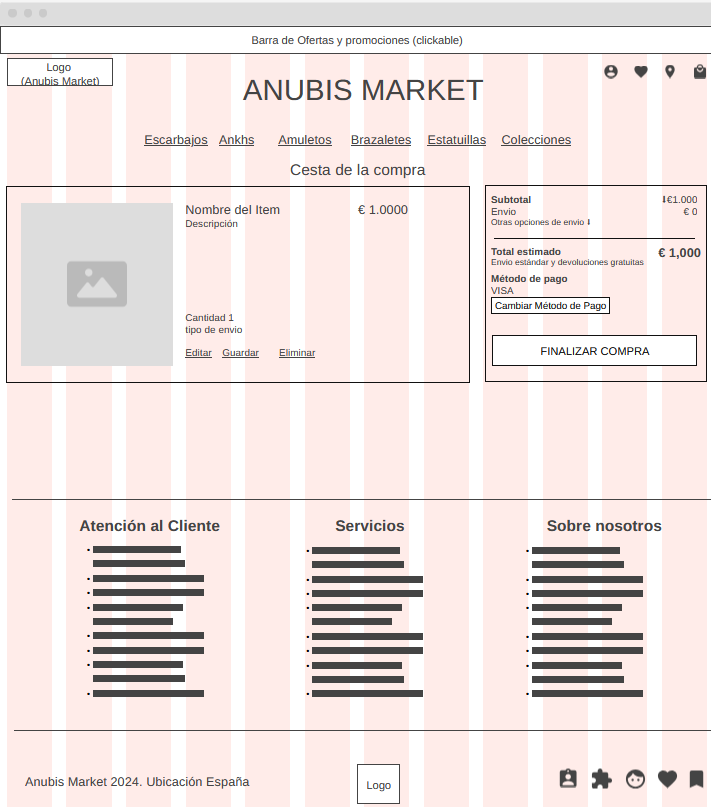 Barra de Ofertas y promociones (clickable)
Logo
(Anubis Market)
ANUBIS MARKET
Escarbajos Ankhs Amuletos Brazaletes Estatuillas Colecciones
Cesta de la compra
Nombre del Item € 1.0000
Descripción
Cantidad 1
tipo de envio
Editar Guardar Eliminar
Subtotal ⬇€1.000
Envio € 0
Otras opciones de envio ⬇
Total estimado € 1,000
Envio estándar y devoluciones gratuitas
Método de pago
VISA
Cambiar Método de Pago
FINALIZAR COMPRA
Atención al Cliente Servicios Sobre nosotros
Anubis Market 2024. Ubicación España
Logo